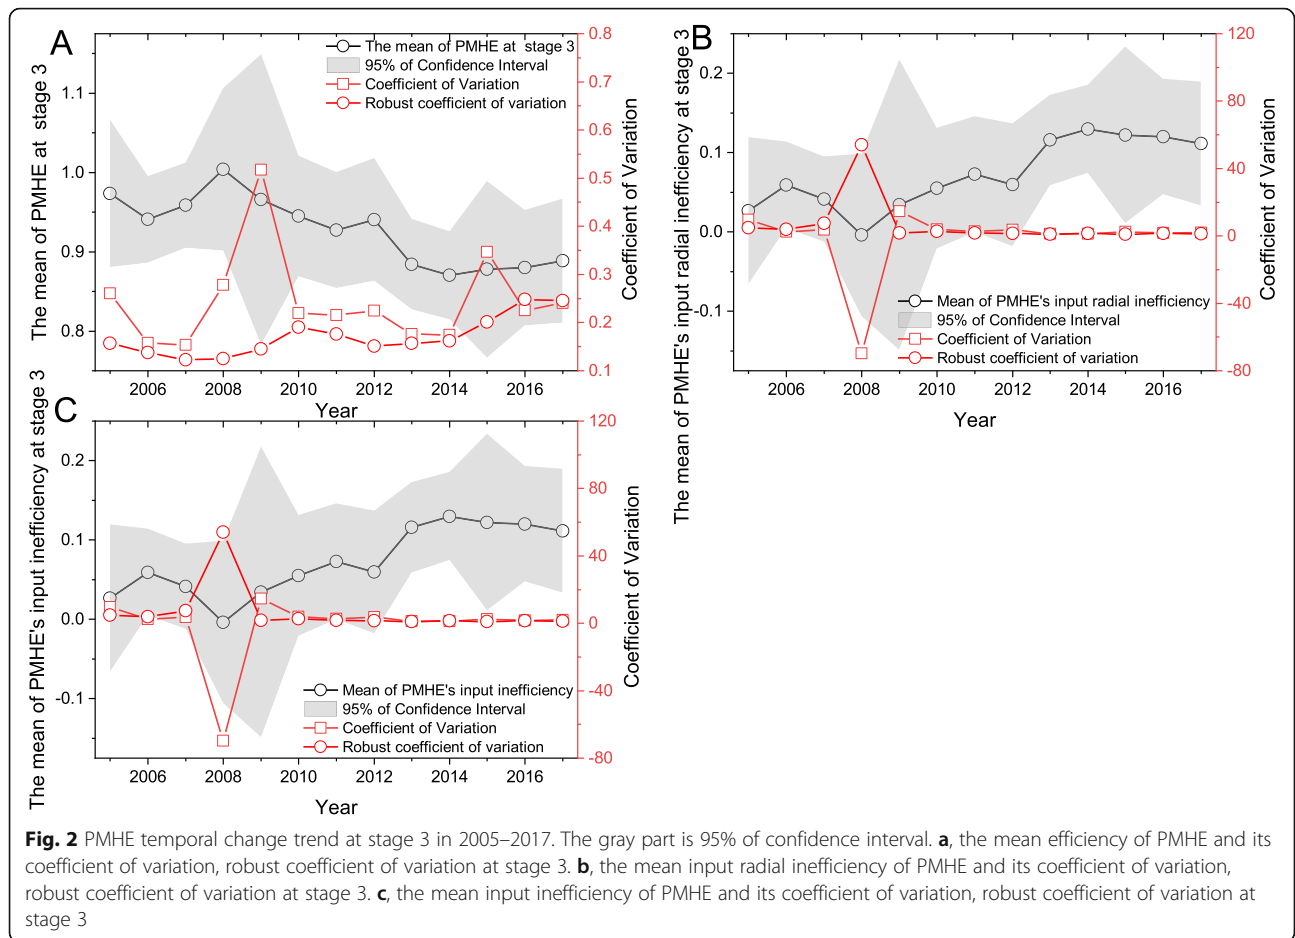 A
The mean of PMHE at stage 3
1.1
1.0
0.9
0.8
The mean of PMHE at stage 3
95% of Confidence Interval
Coefficient of Variation
Robust coefficient of variation
0.8
0.7
0.6
0.5
0.4
0.3
0.2
0.1
Coefficient of Variation
2006 2008 2010 2012 2014 2016
Year
B
The mean of PMHE's input radial inefficiency at stage 3
0.2
0.1
0.0
-0.1
Mean of PMHE's input radial inefficiency
95% of Confidence Interval
Coefficient of Variation
Robust coefficient of variation
120
80
40
0
-40
-80
Coefficient of Variation
2006 2008 2010 2012 2014 2016
Year
C
The mean of PMHE's input inefficiency at stage 3
0.2
0.1
0.0
-0.1
Mean of PMHE's input inefficiency
95% of Confidence Interval
Coefficient of Variation
Robust coefficient of variation
120
80
40
0
-40
-80
Coefficient of Variation
2006 2008 2010 2012 2014 2016
Year
Fig. 2 PMHE temporal change trend at stage 3 in 2005–2017. The gray part is 95% of confidence interval. a, the mean efficiency of PMHE and its
coefficient of variation, robust coefficient of variation at stage 3. b, the mean input radial inefficiency of PMHE and its coefficient of variation,
robust coefficient of variation at stage 3. c, the mean input inefficiency of PMHE and its coefficient of variation, robust coefficient of variation at
stage 3